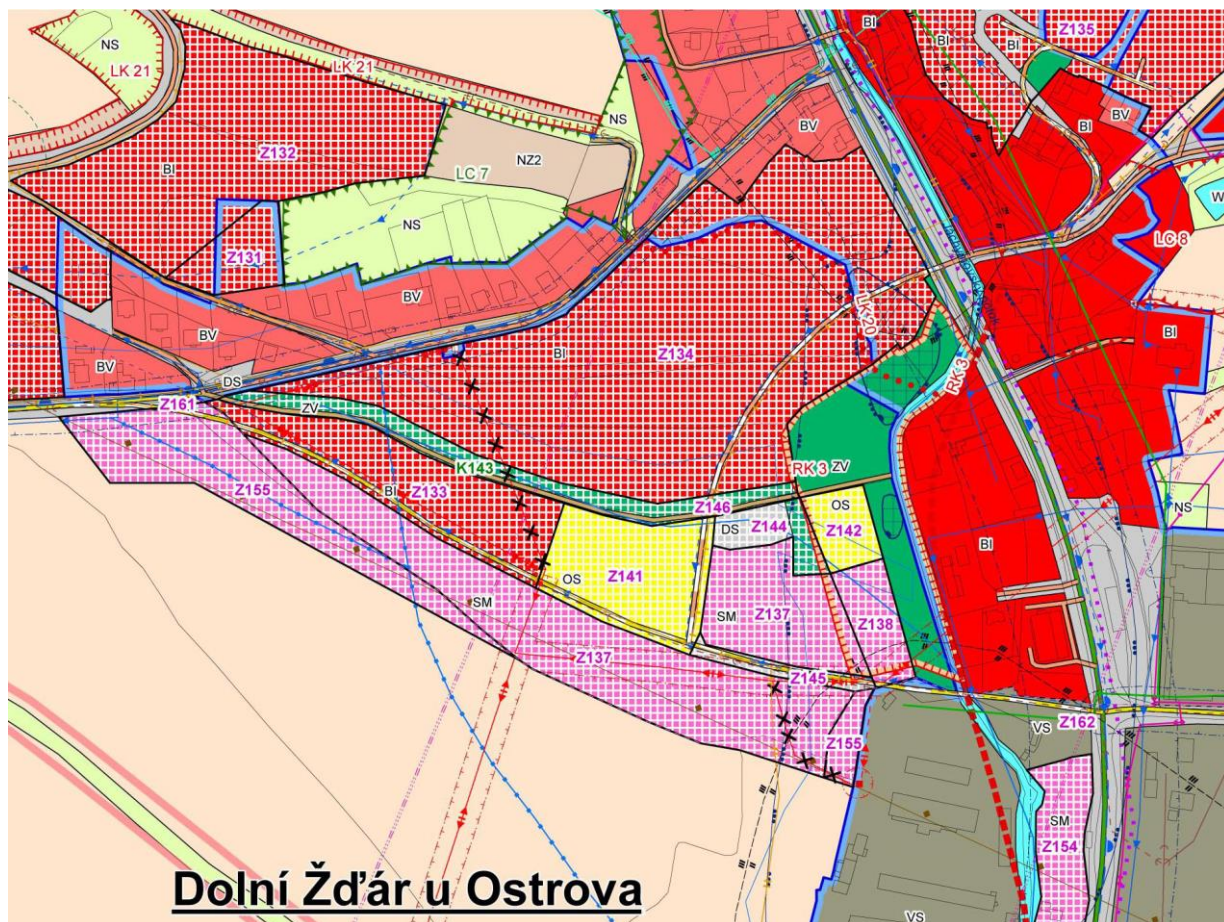 NS
LK 21
LK 21
BI
Z135
BI
BI
BV
BV
BI
NS
NZ2
LC 7
Z132
BI
NS
W
LC 8
Z131
BV
BV
BV
BI
Z134
LK20
BI
RK 3
DS
Z161
ZV
K143
RK 3
ZV
BI
Z133
Z155
Z146
OS
Z142
DS
Z144
NS
BI
Z141
OS
SM
SM
Z137
Z138
Z137
Z145
Z155
VS
Z162
SM
Z154
VS
Dolní Žďár u Ostrova